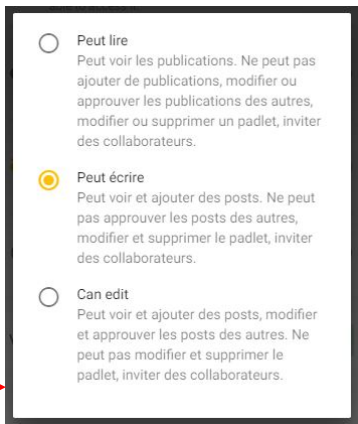 Peut lire
Peut voir les publications. Ne peut pas
ajouter de publications, modifier ou
approuver les publications des autres,
modifier ou supprimer un padlet, inviter
des collaborateurs.
Peut écrire
Peut voir et ajouter des posts. Ne peut
pas approuver les posts des autres,
modifier et supprimer le padlet, inviter
des collaborateurs.
Can edit
Peut voir et ajouter des posts, modifier
et approuver les posts des autres. Ne
peut pas modifier et supprimer le
padlet, inviter des collaborateurs.